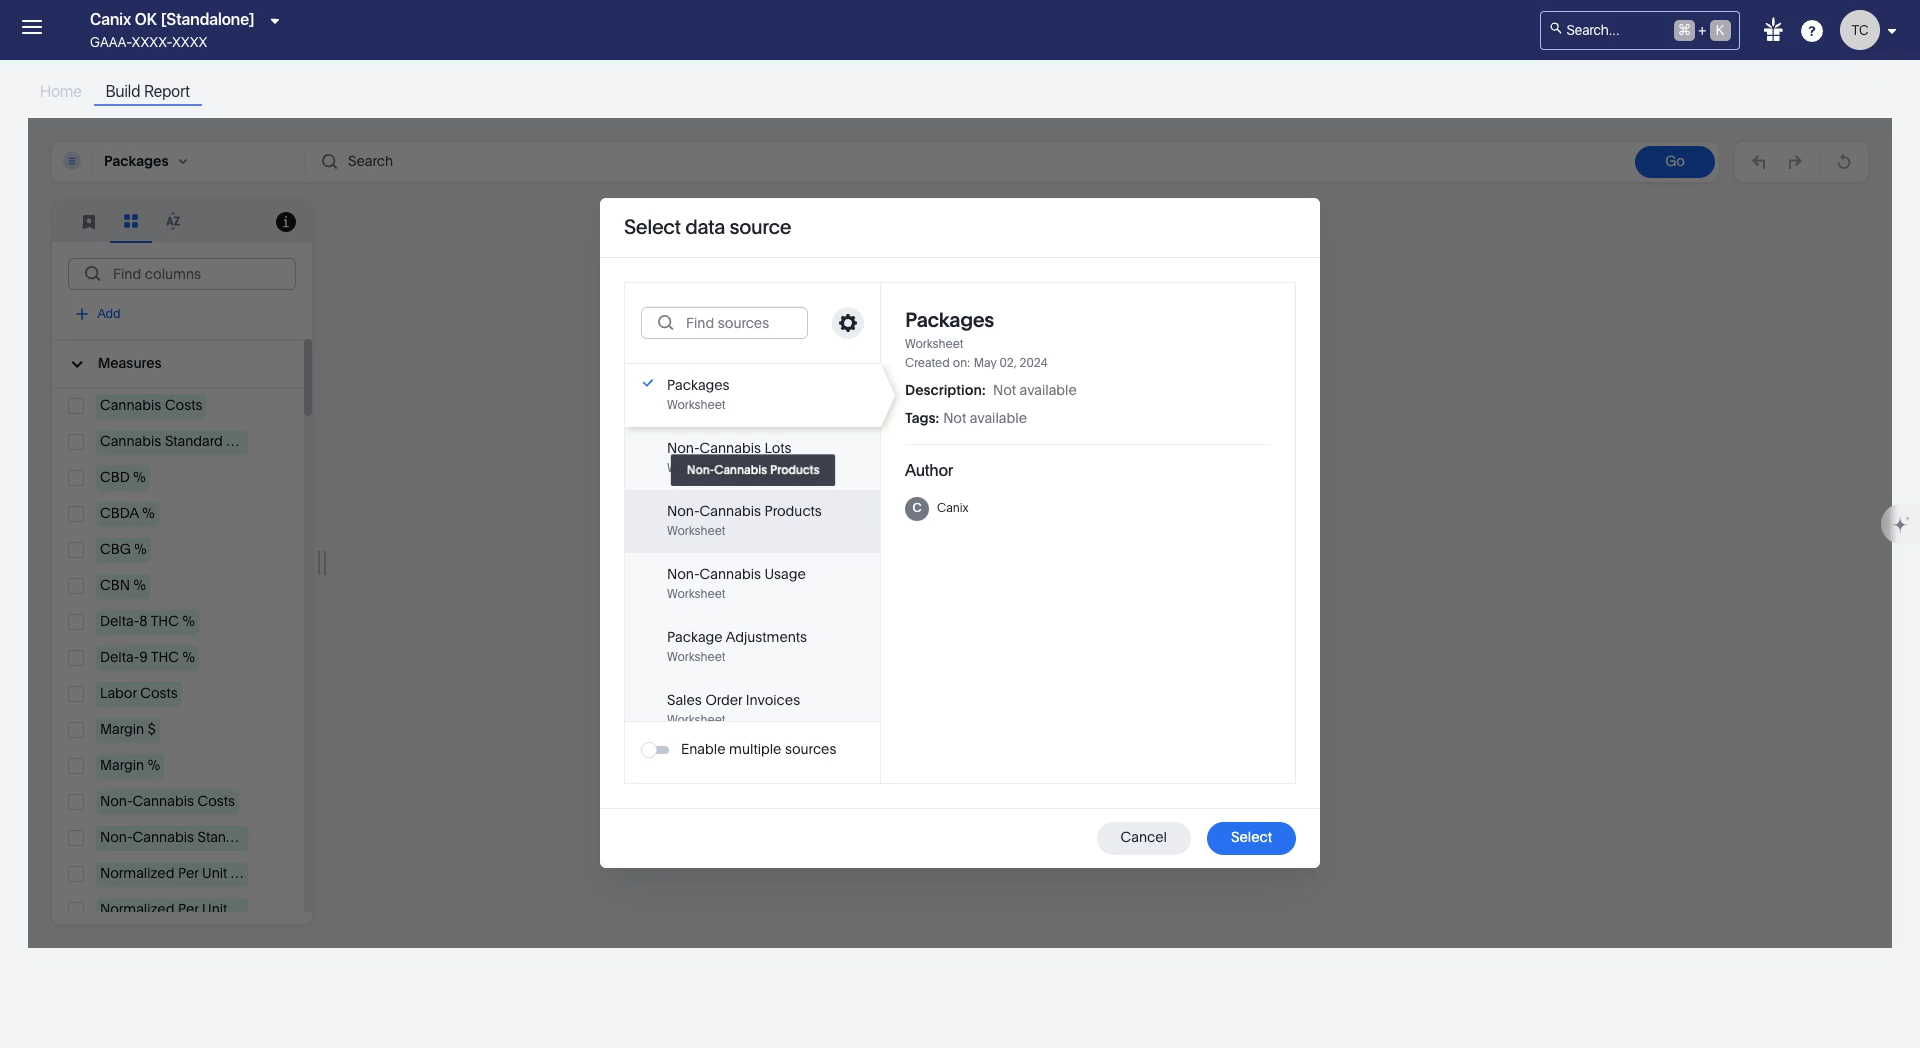 Canix OK [Standalone]
GAAA-XXXX-XXXX
Search...
⌘ + K
?
TC
Home
Build Report
Packages
Search
Go
AZ
i
Find columns
+ Add
Measures
Cannabis Costs
Cannabis Standard ...
CBD %
CBDA %
CBG %
CBN %
Delta-8 THC %
Delta-9 THC %
Labor Costs
Margin $
Margin %
Non-Cannabis Costs
Non-Cannabis Stan...
Normalized Per Unit ...
Normalized Per Unit
Select data source
Find sources
Packages
Worksheet
Non-Cannabis Lots
Non-Cannabis Products
Non-Cannabis Products
Worksheet
Non-Cannabis Usage
Worksheet
Package Adjustments
Worksheet
Sales Order Invoices
Worksheet
Enable multiple sources
Packages
Worksheet
Created on: May 02, 2024
Description: Not available
Tags: Not available
Author
C Canix
Cancel
Select